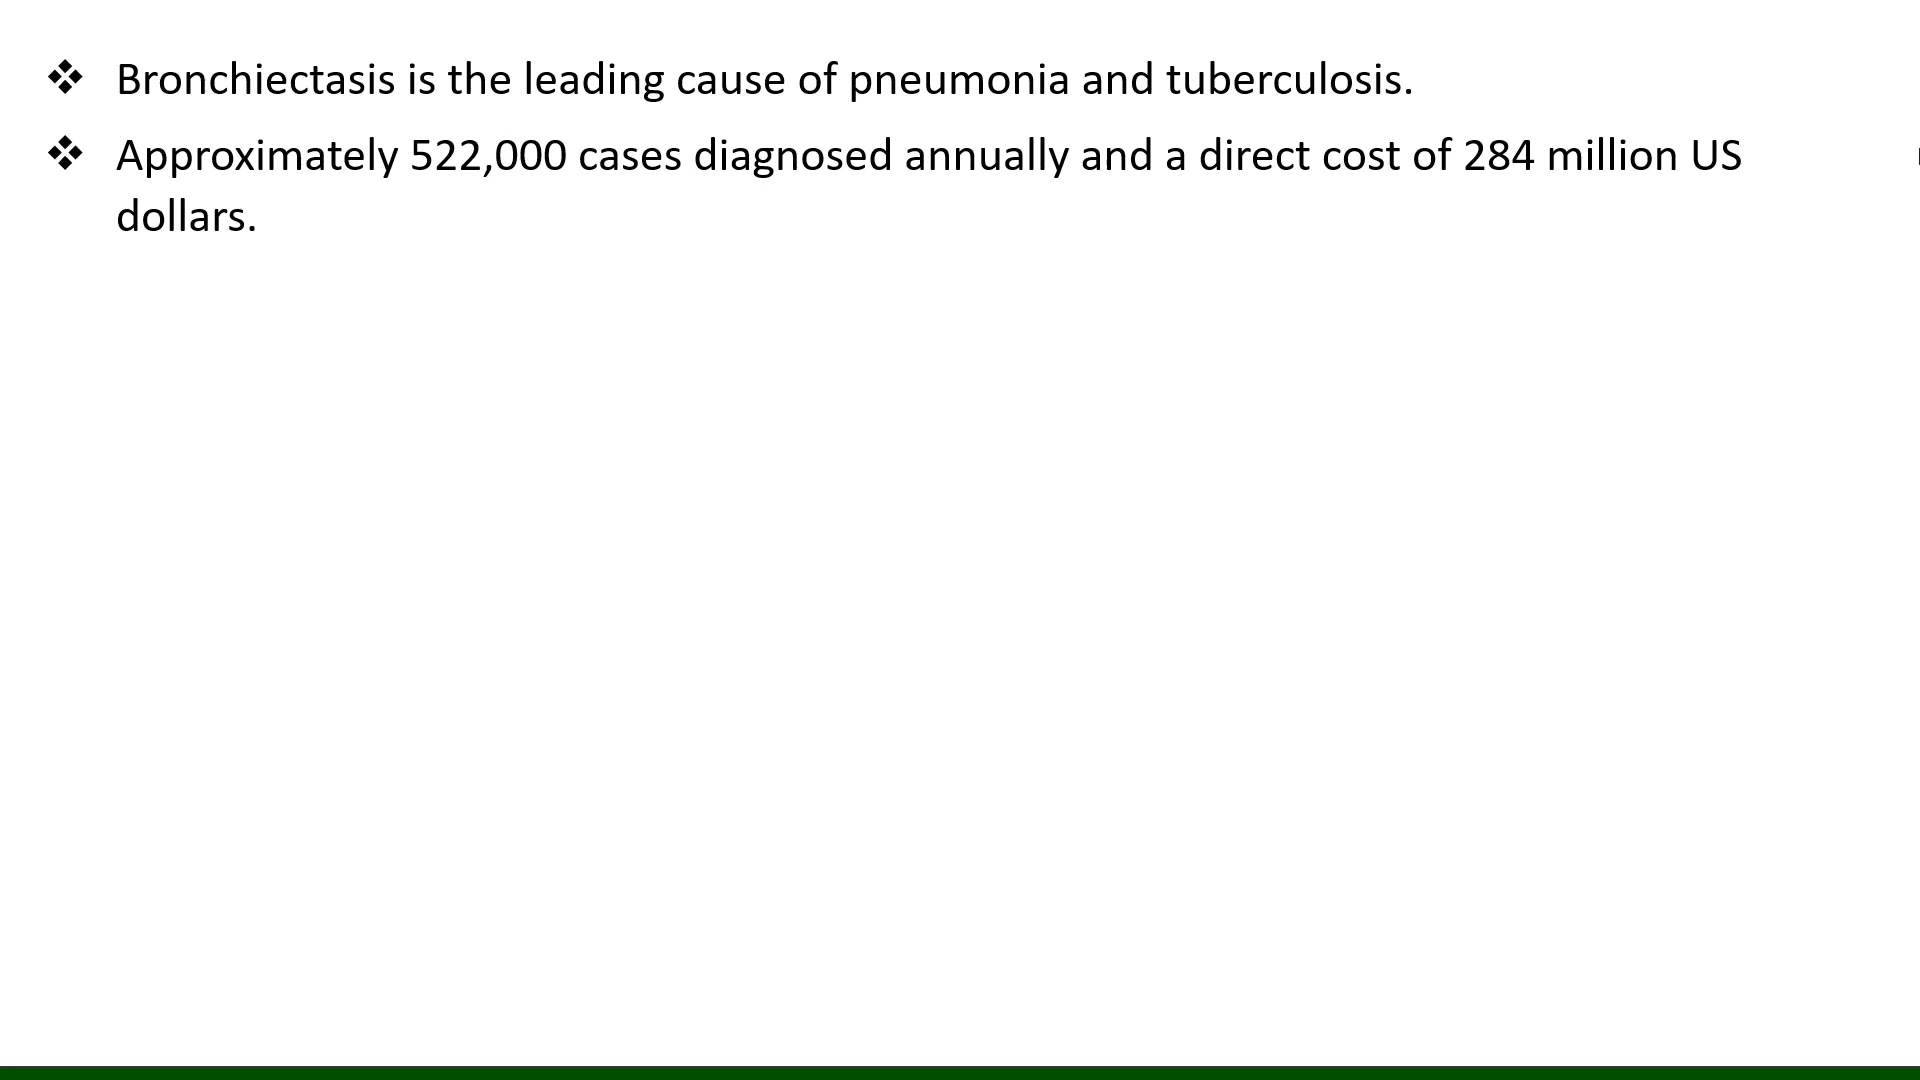 ❖ Bronchiectasis is the leading cause of pneumonia and tuberculosis.
❖ Approximately 522,000 cases diagnosed annually and a direct cost of 284 million US
dollars.